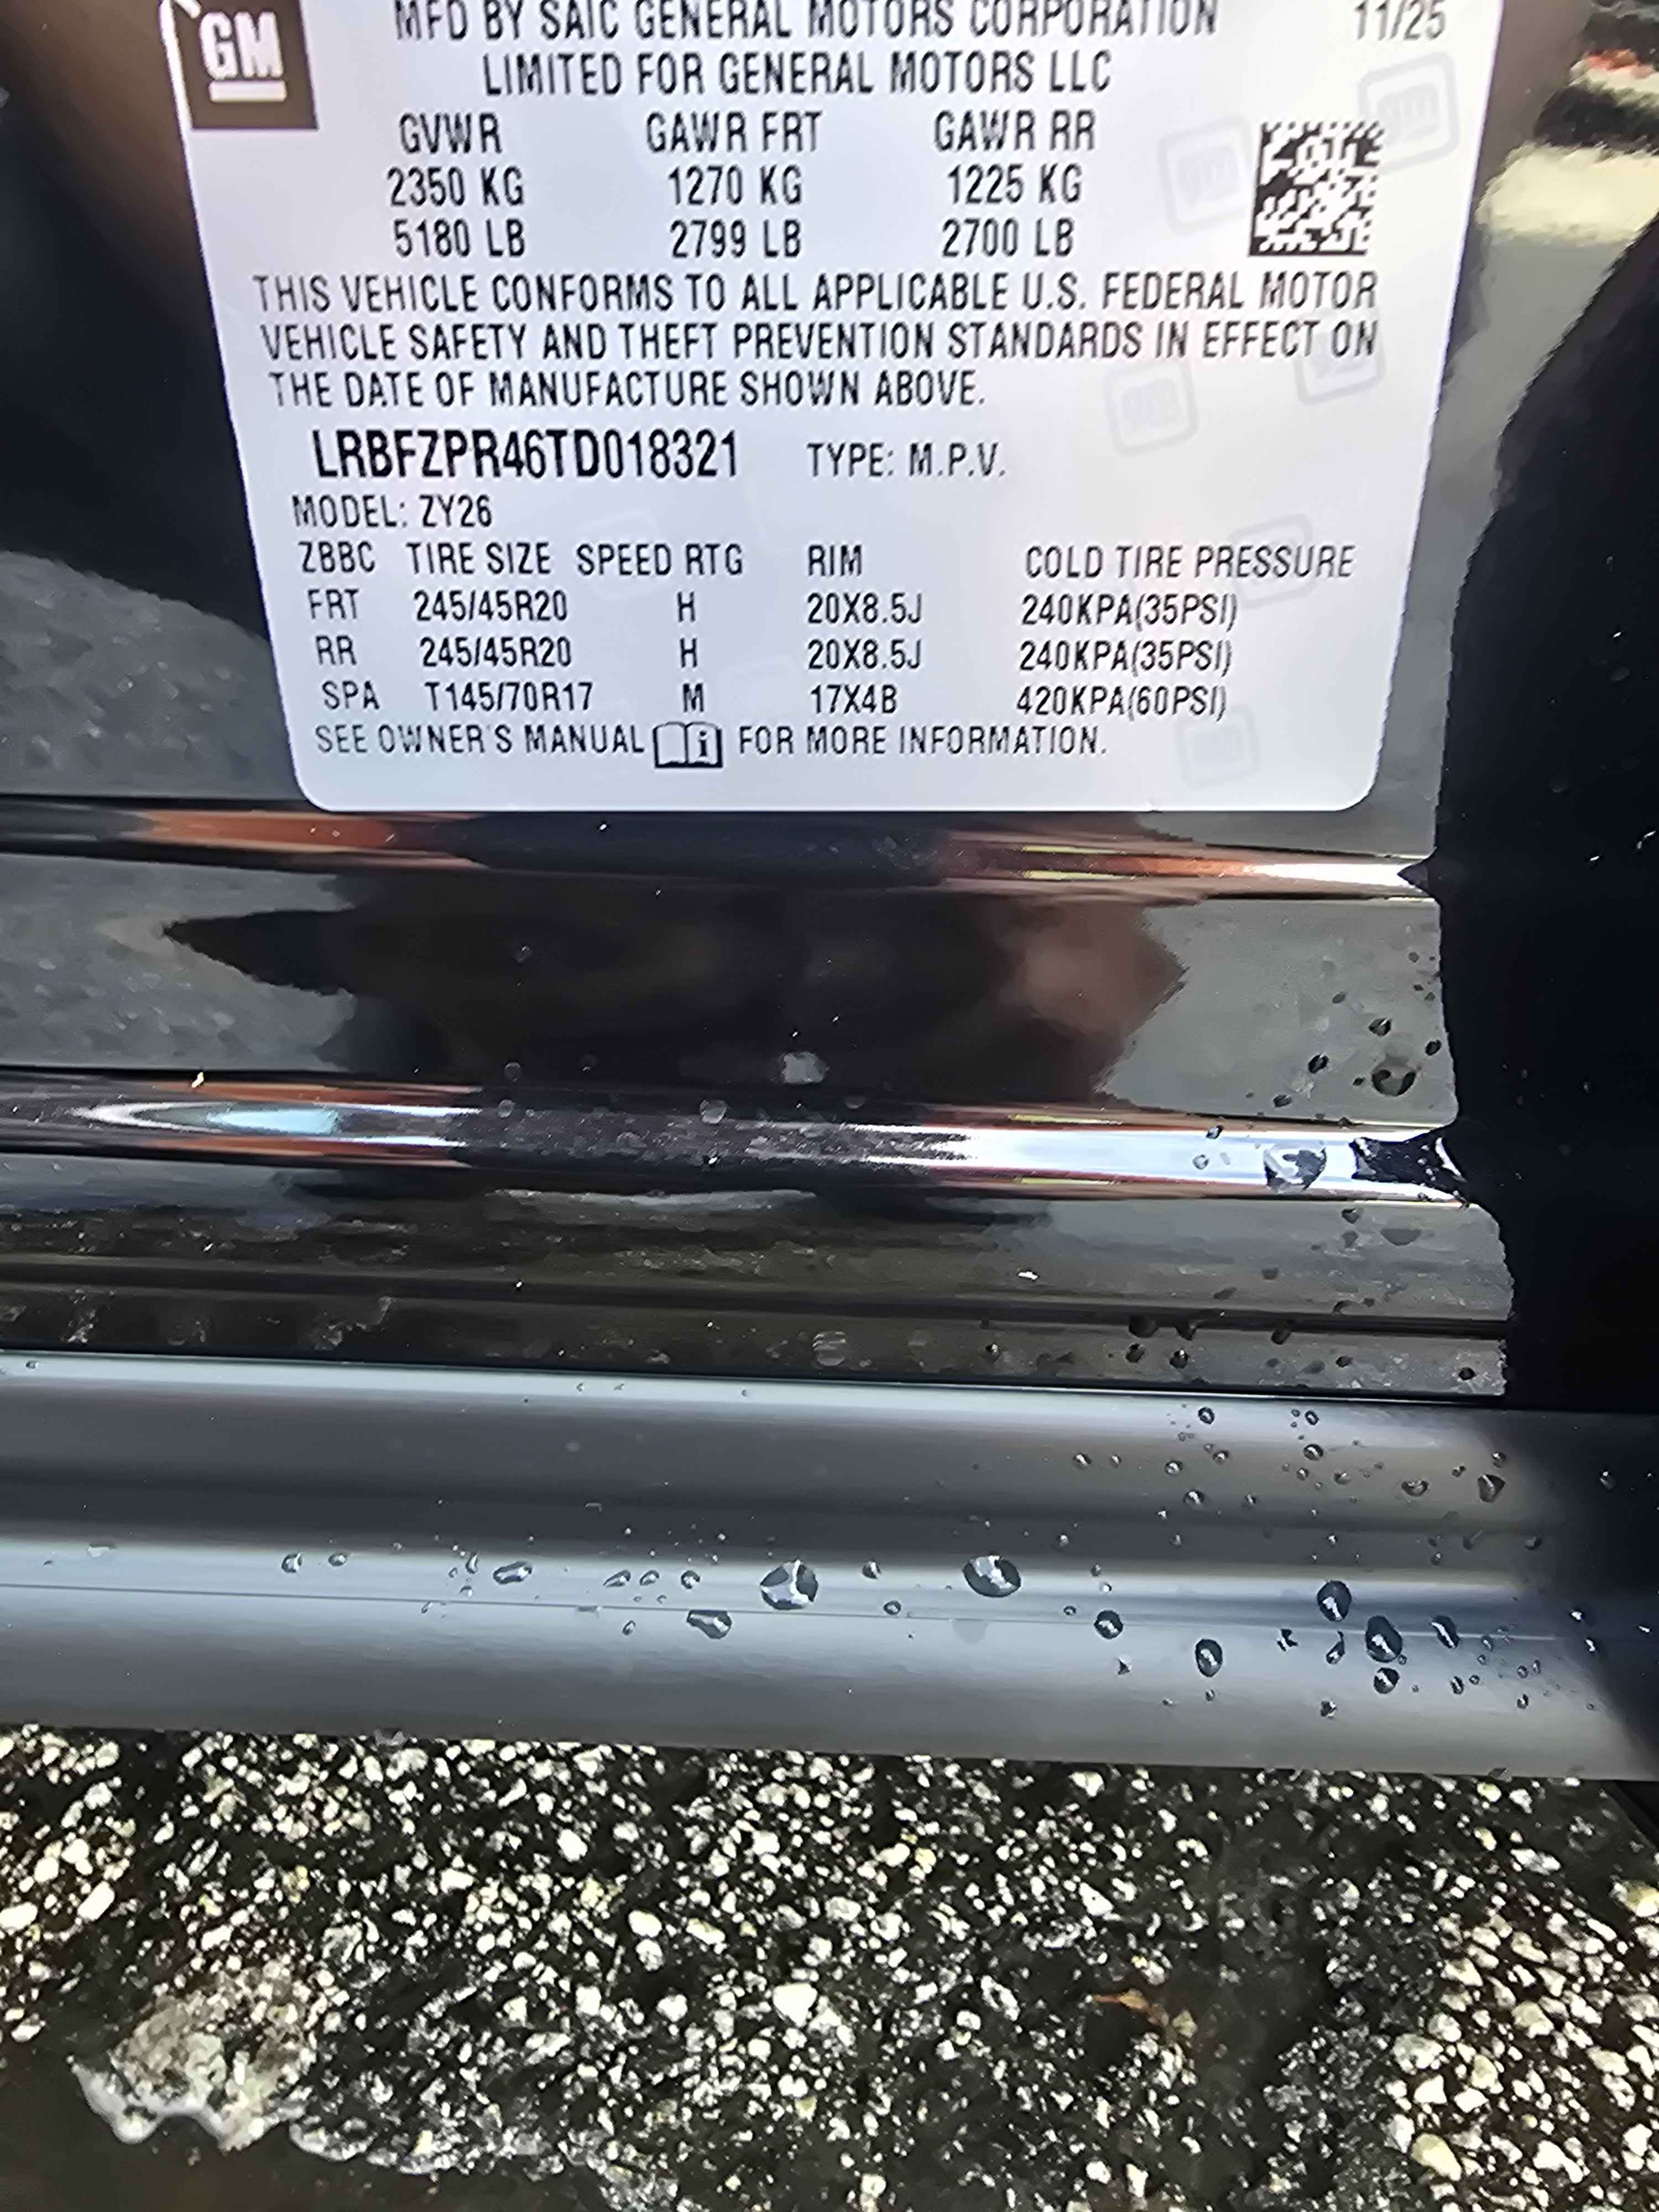 GM
MFD BY SAIC GENERAL MOTORS CORPORATION 11/25
LIMITED FOR GENERAL MOTORS LLC
GVWR GAWR FRT GAWR RR
2350 KG 1270 KG 1225 KG
5180 LB 2799 LB 2700 LB
THIS VEHICLE CONFORMS TO ALL APPLICABLE U.S. FEDERAL MOTOR
VEHICLE SAFETY AND THEFT PREVENTION STANDARDS IN EFFECT ON
THE DATE OF MANUFACTURE SHOWN ABOVE.
LRBFZPR46TD018321 TYPE: M.P.V.
MODEL: ZY26
ZBBC TIRE SIZE SPEED RTG RIM COLD TIRE PRESSURE
FRT 245/45R20 H 20X8.5J 240KPA(35PSI)
RR 245/45R20 H 20X8.5J 240KPA(35PSI)
SPA T145/70R17 M 17X4B 420KPA(60PSI)
SEE OWNER'S MANUAL i FOR MORE INFORMATION.